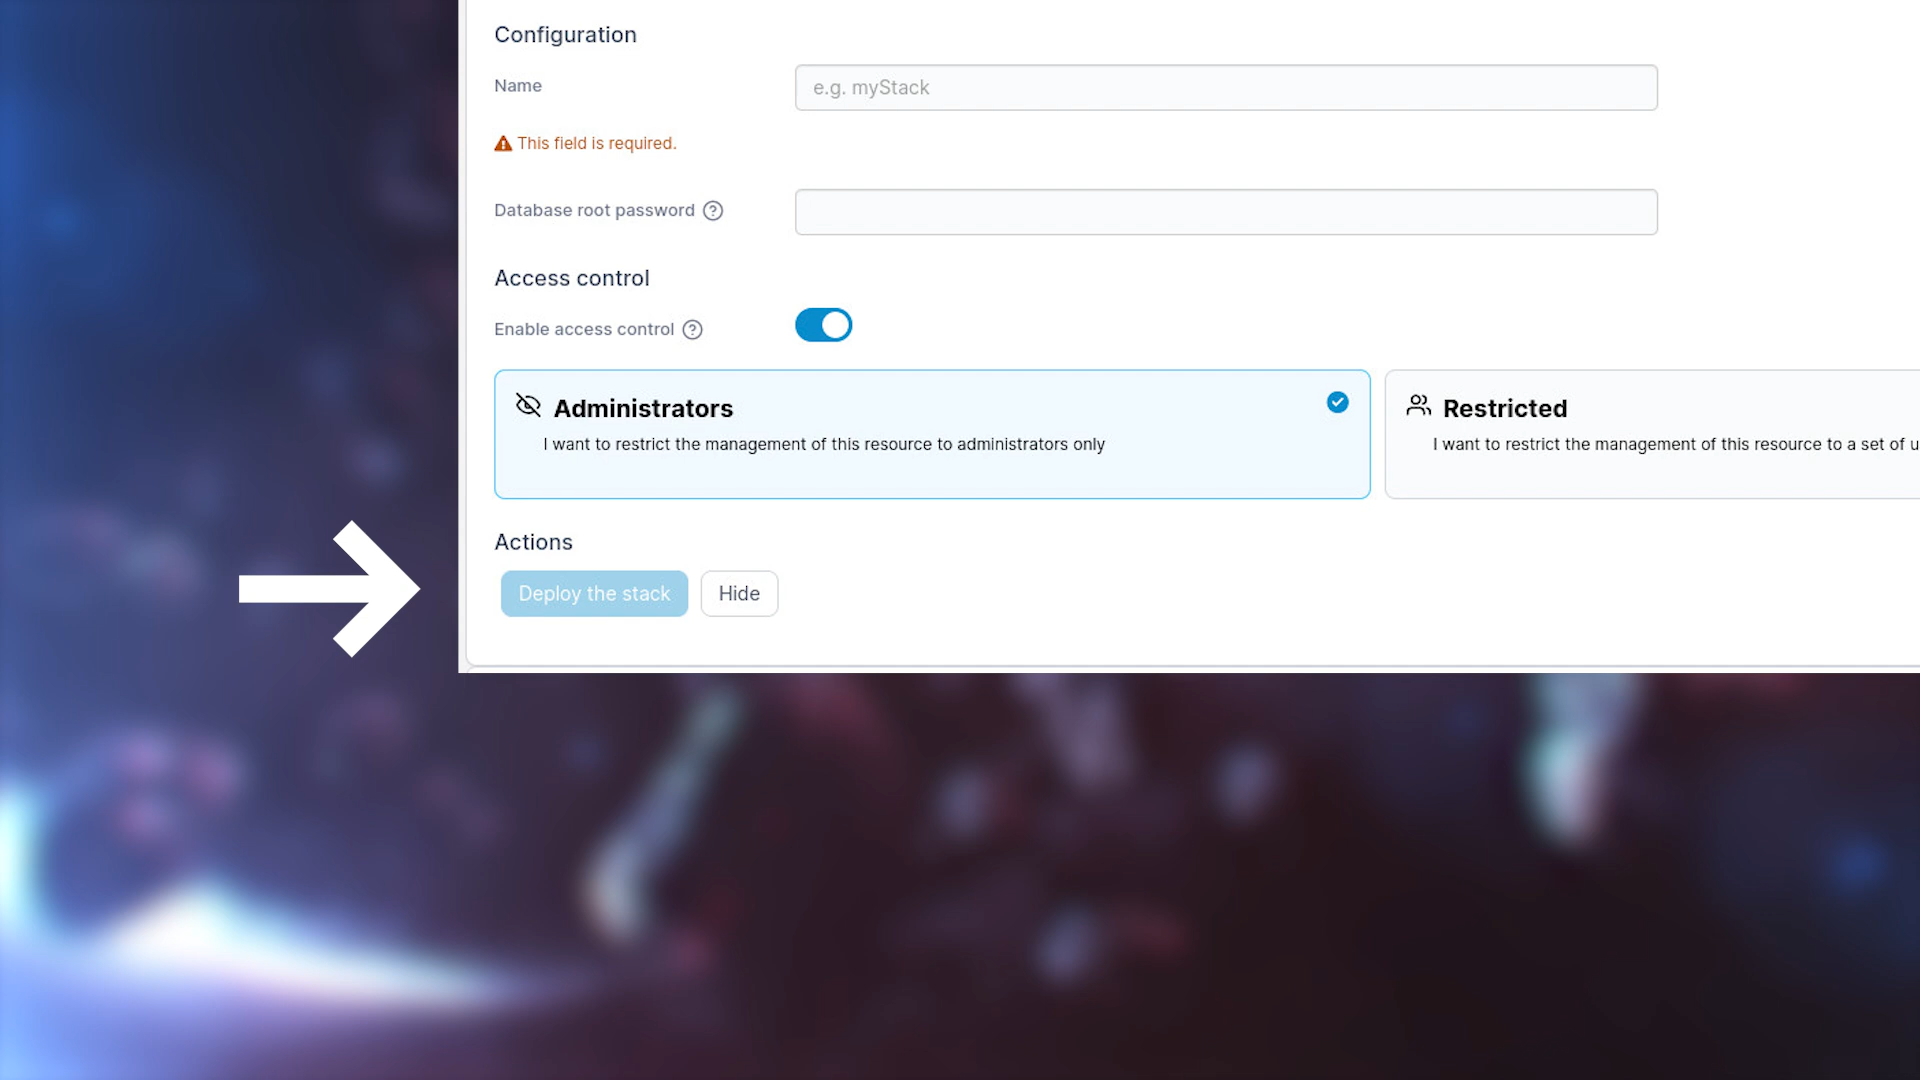 Configuration
Name
e.g. myStack
This field is required.
Database root password
Access control
Enable access control
Administrators
I want to restrict the management of this resource to administrators only
Restricted
I want to restrict the management of this resource to a set of u
Actions
Deploy the stack
Hide